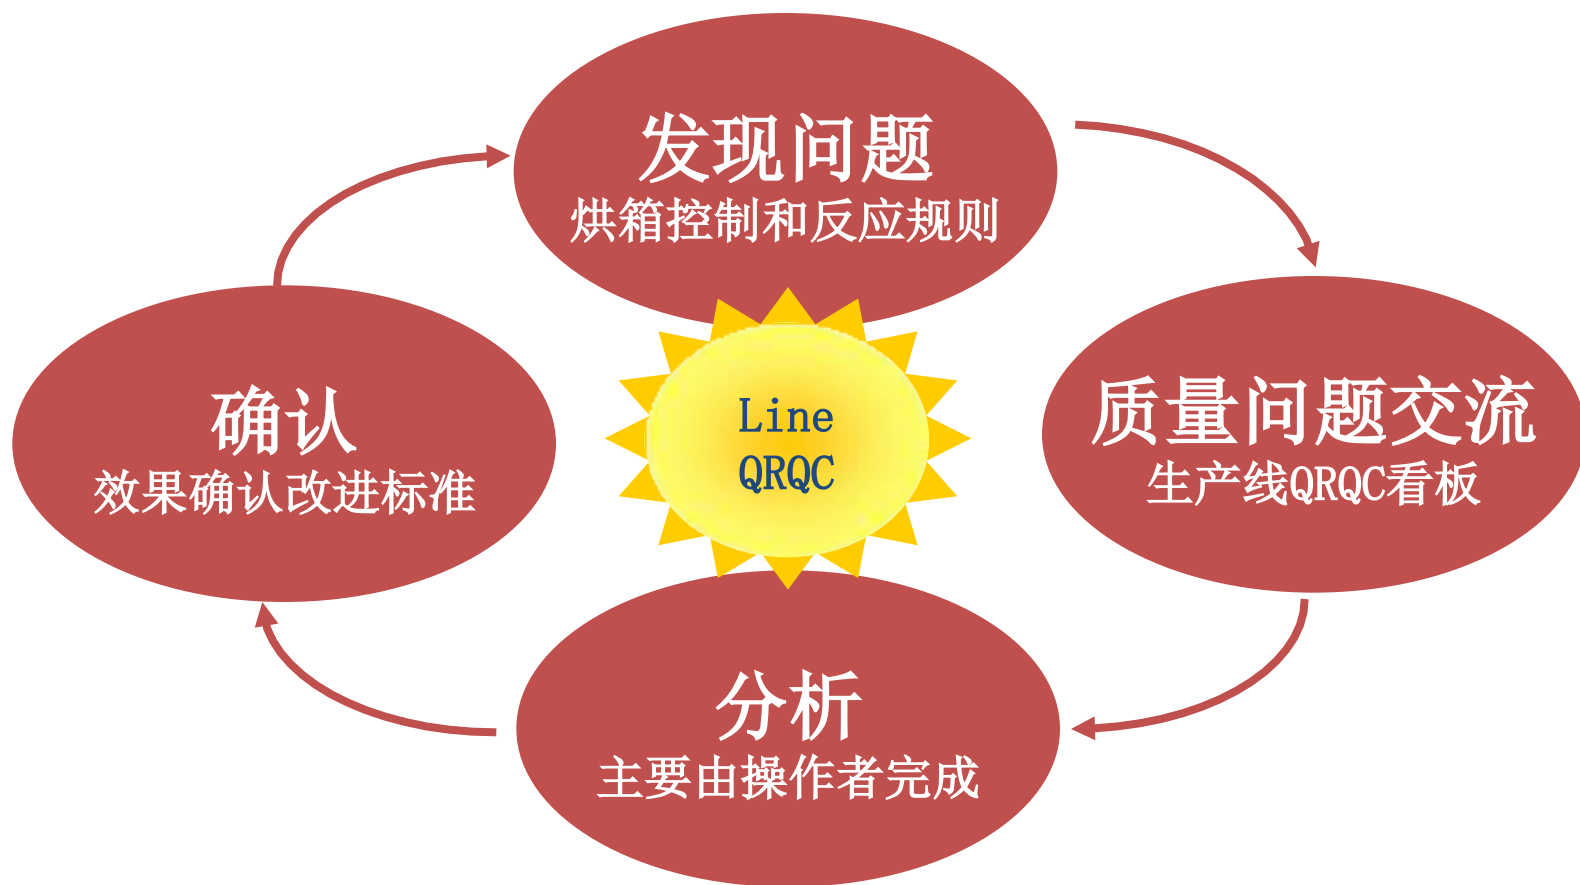 发现问题
烘箱控制和反应规则
质量问题交流
生产线QRQC看板
分析
主要由操作者完成
确认
效果确认改进标准
Line
QRQC